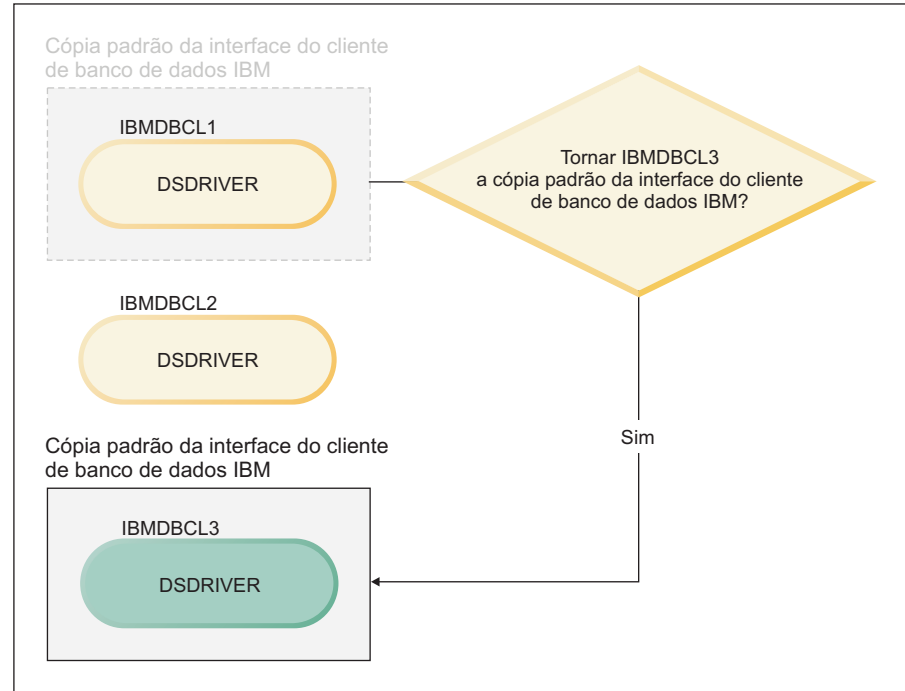 Cópia padrão da interface do cliente
de banco de dados IBM
IBMDBCL1
DSDRIVER
Tornar IBMDBCL3
a cópia padrão da interface do cliente
de banco de dados IBM?
IBMDBCL2
DSDRIVER
Sim
Cópia padrão da interface do cliente
de banco de dados IBM
IBMDBCL3
DSDRIVER